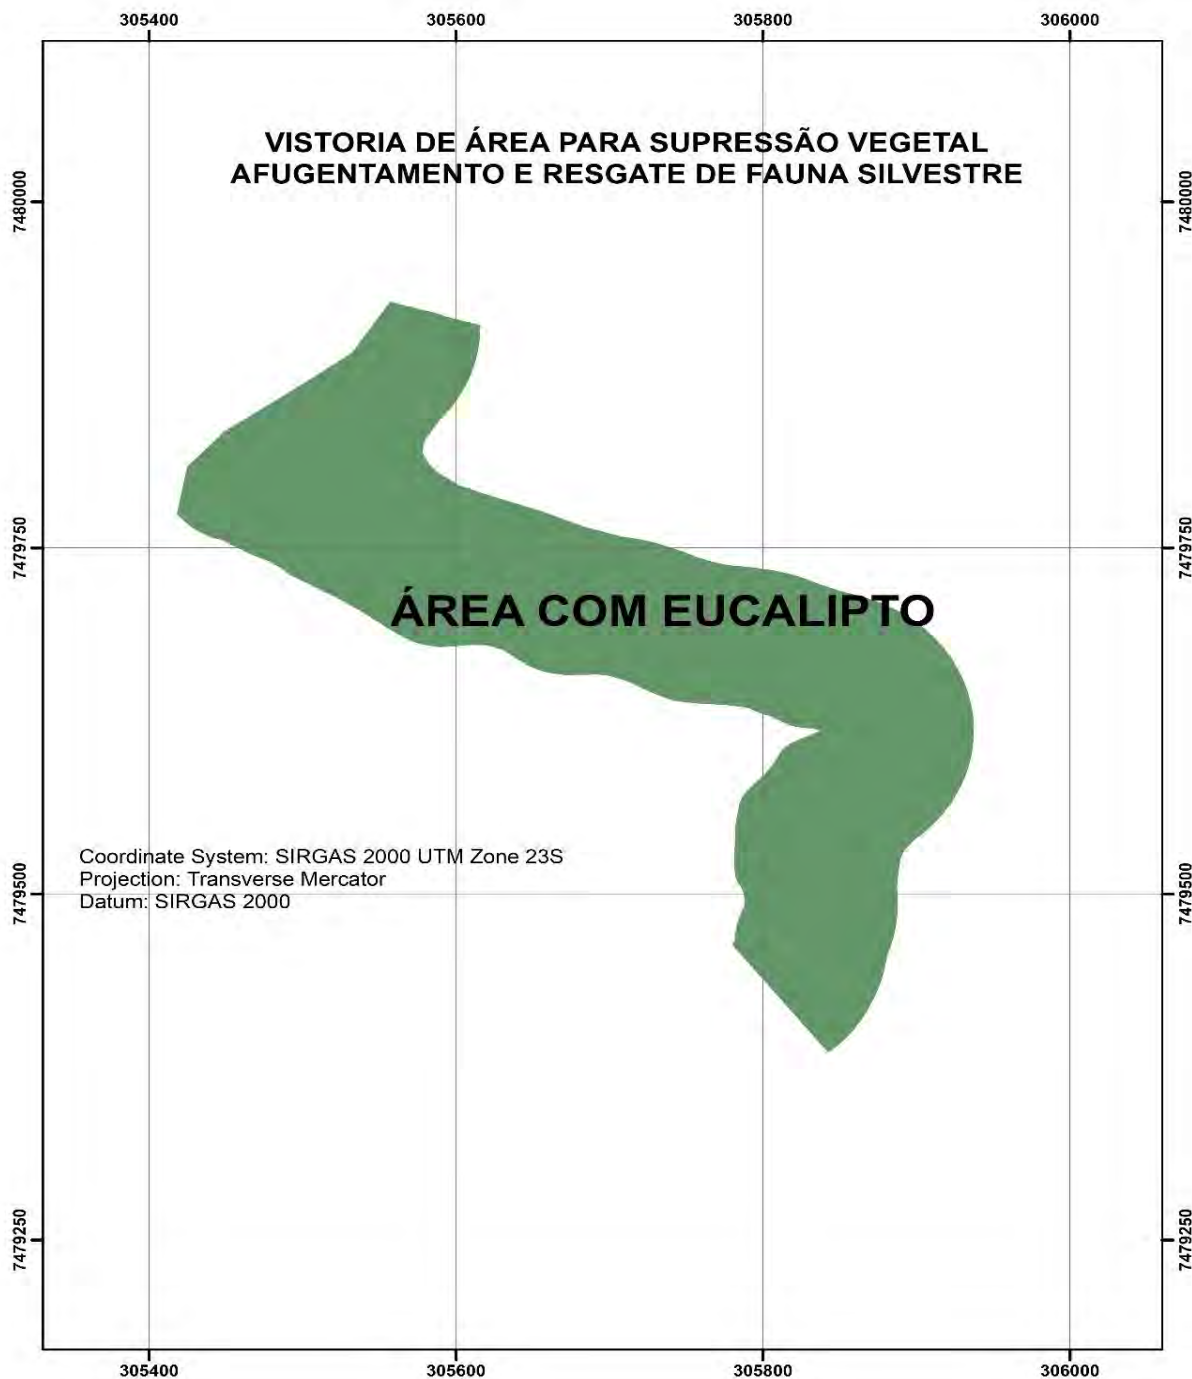 305400 305600 305800 306000
VISTORIA DE ÁREA PARA SUPRESSÃO VEGETAL
AFUGENTAMENTO E RESGATE DE FAUNA SILVESTRE
7480000 7480000
7479750 7479750
ÁREA COM EUCALIPTO
Coordinate System: SIRGAS 2000 UTM Zone 23S
Projection: Transverse Mercator
Datum: SIRGAS 2000
7479500 7479500
7479250 7479250
305400 305600 305800 306000